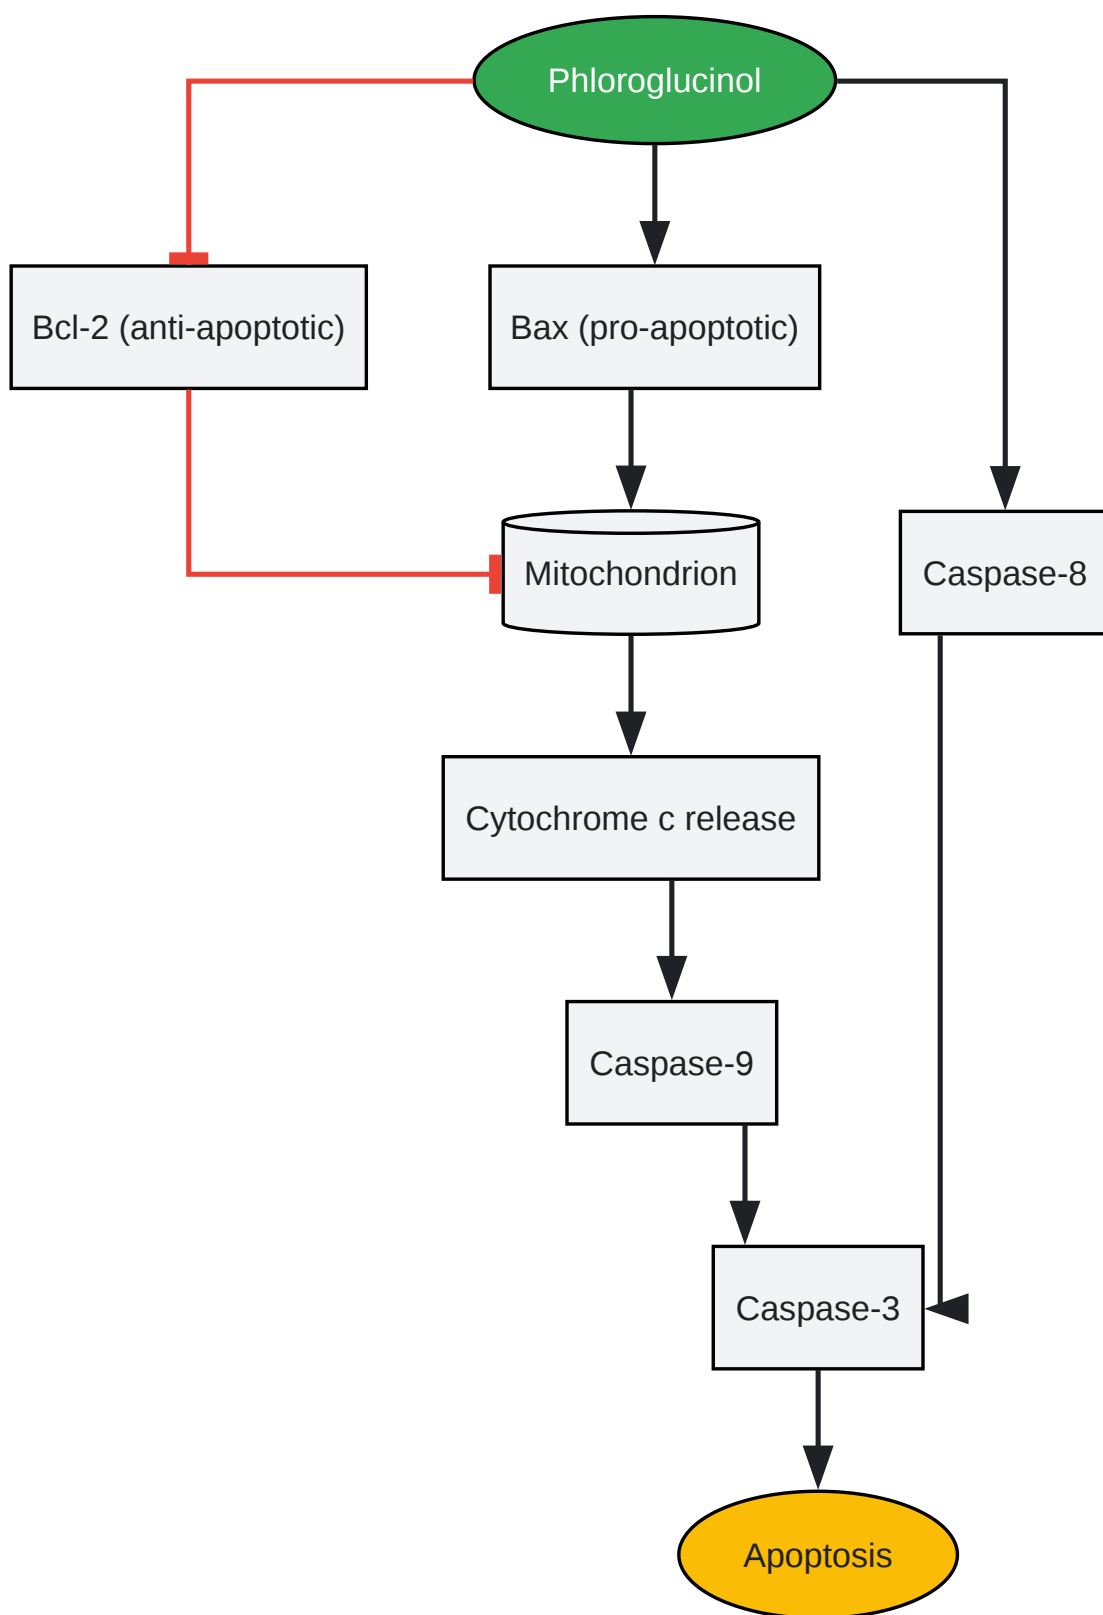 Phloroglucinol
Bcl-2 (anti-apoptotic)
Bax (pro-apoptotic)
Mitochondrion
Caspase-8
Cytochrome c release
Caspase-9
Caspase-3
Apoptosis